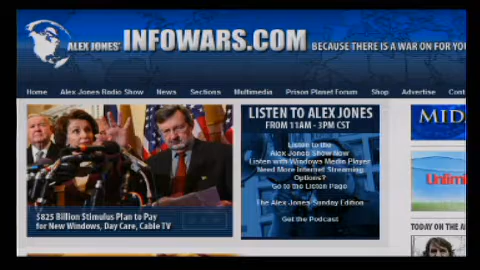 ALEX JONES' INFOWARS.COM BECAUSE THERE IS A WAR ON FOR YOU
Home Alex Jones Radio Show News Sections Multimedia Prison Planet Forum Shop Advertise Cont
LISTEN TO ALEX JONES
FROM 11AM - 3PM CST
Listen to the
Alex Jones Show Now
Listen with Windows Media Player
Need More Internet Streaming
Options?
Go to the Listen Page
The Alex Jones Sunday Edition
Get the Podcast
$825 Billion Stimulus Plan to Pay
for New Windows, Day Care, Cable TV
MID
Unlimi
TODAY ON THE A